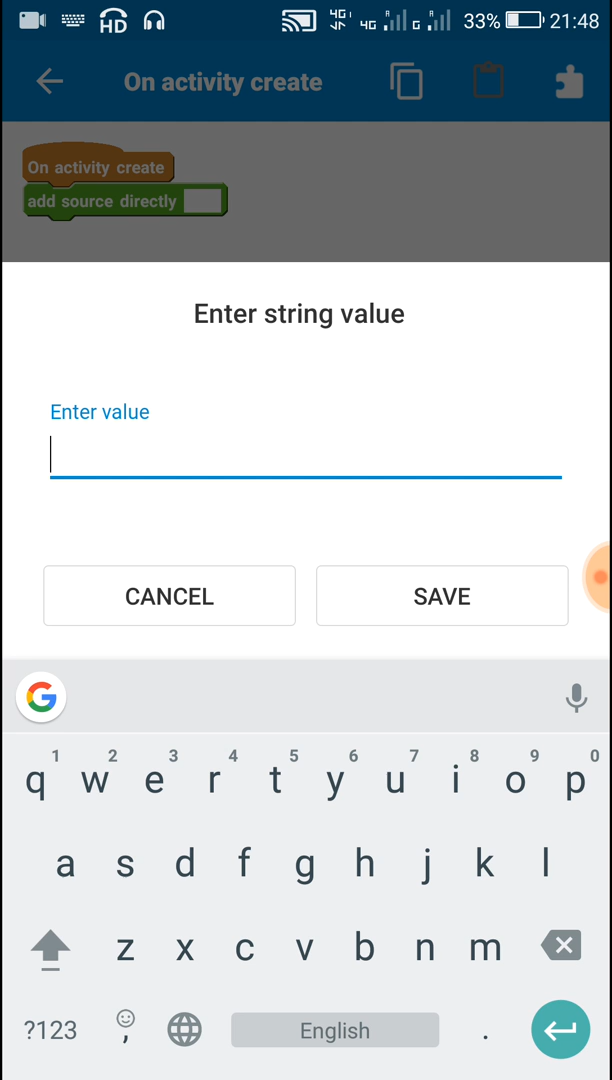 HD 4G 4G R G R 33% 21:48
On activity create
On activity create
add source directly
Enter string value
Enter value
CANCEL SAVE
G
1 2 3 4 5 6 7 8 9 0
q w e r t y u i o p
a s d f g h j k l
z x c v b n m
?123 , English .